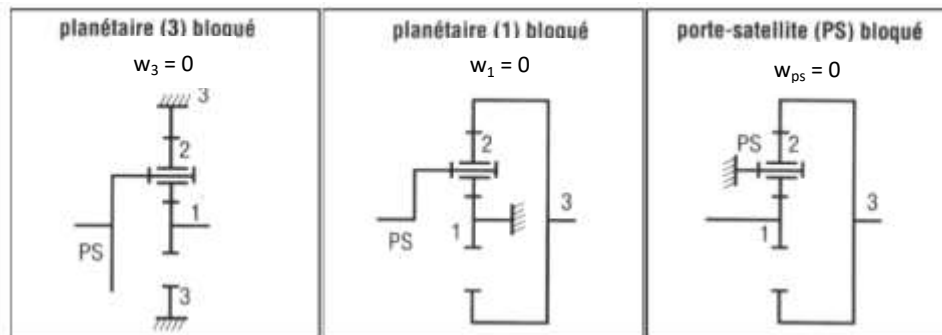 planétaire (3) bloqué
w3 = 0
3
2
1
PS
3
planétaire (1) bloqué
w1 = 0
2
3
1
PS
porte-satellite (PS) bloqué
wps = 0
PS
2
3
1